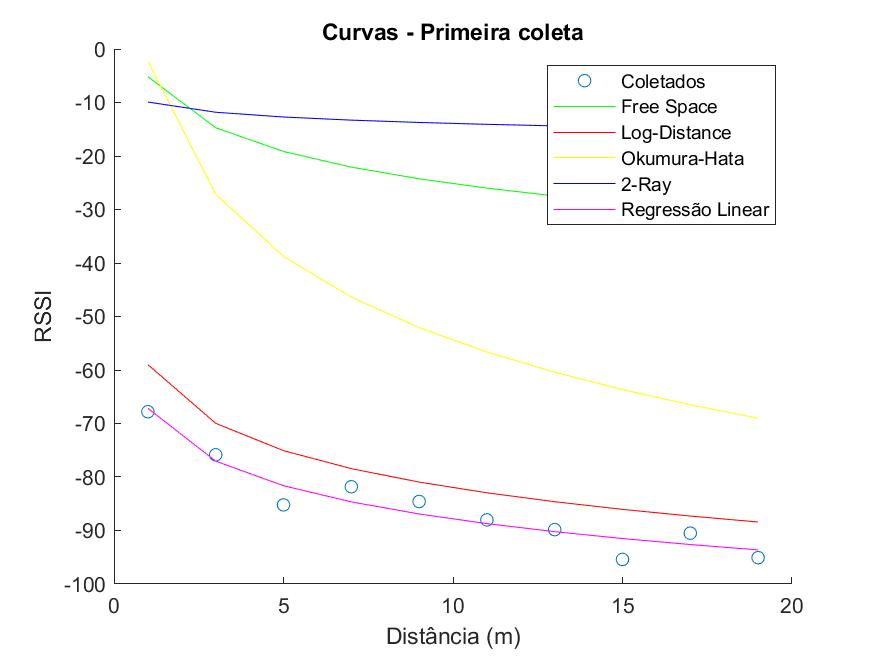 Curvas - Primeira coleta
0
-10
-20
-30
-40
-50
-60
-70
-80
-90
-100
RSSI
Coletados
Free Space
Log-Distance
Okumura-Hata
2-Ray
Regressão Linear
0 5 10 15 20
Distância (m)